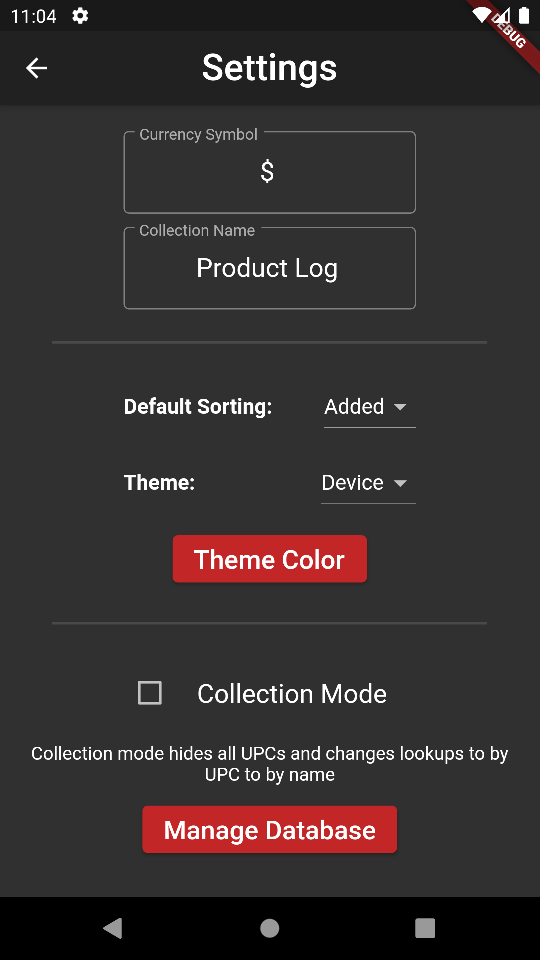 11:04
DEBUG
Settings
Currency Symbol
$
Collection Name
Product Log
Default Sorting: Added
Theme: Device
Theme Color
Collection Mode
Collection mode hides all UPCs and changes lookups to by
UPC to by name
Manage Database